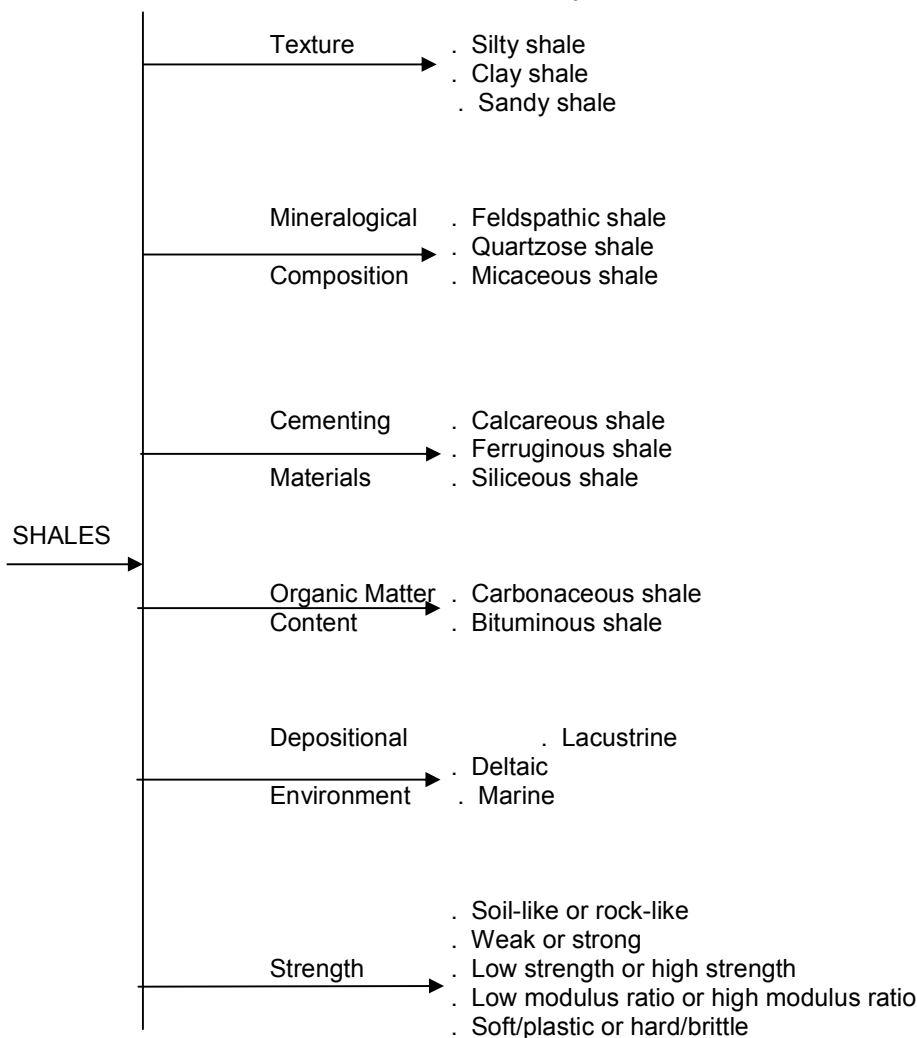 Texture . Silty shale
. Clay shale
. Sandy shale
Mineralogical . Feldspathic shale
. Quartzose shale
Composition . Micaceous shale
Cementing . Calcareous shale
. Ferruginous shale
Materials . Siliceous shale
SHALES
Organic Matter . Carbonaceous shale
Content . Bituminous shale
Depositional . Lacustrine
. Deltaic
Environment . Marine
. Soil-like or rock-like
. Weak or strong
Strength . Low strength or high strength
. Low modulus ratio or high modulus ratio
. Soft/plastic or hard/brittle